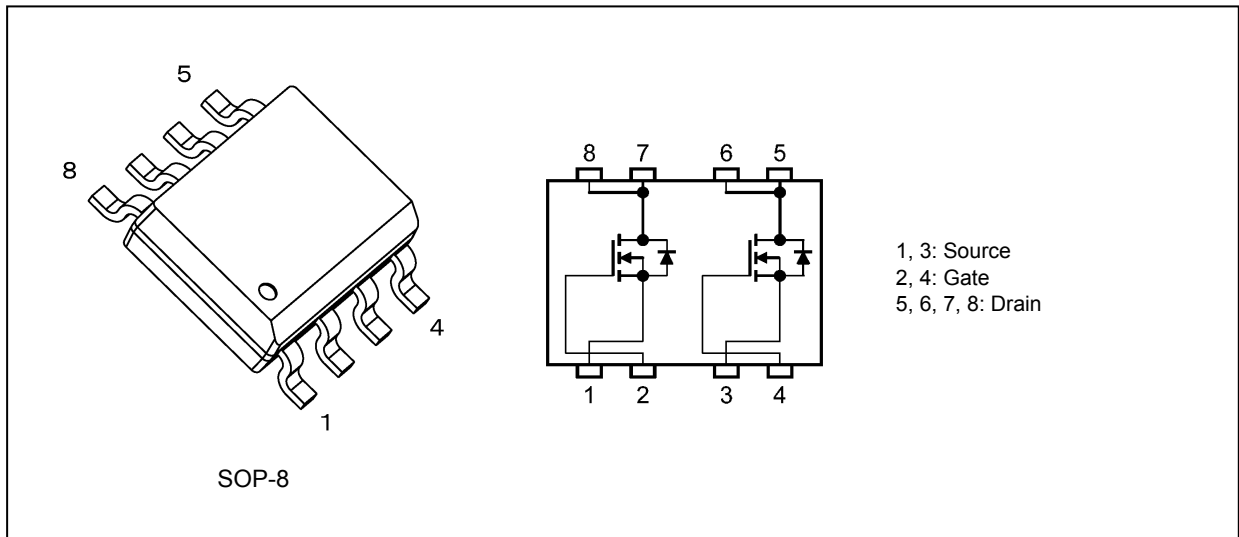 5
8
4
1
SOP-8
8 7 6 5
1 2 3 4
1, 3: Source
2, 4: Gate
5, 6, 7, 8: Drain